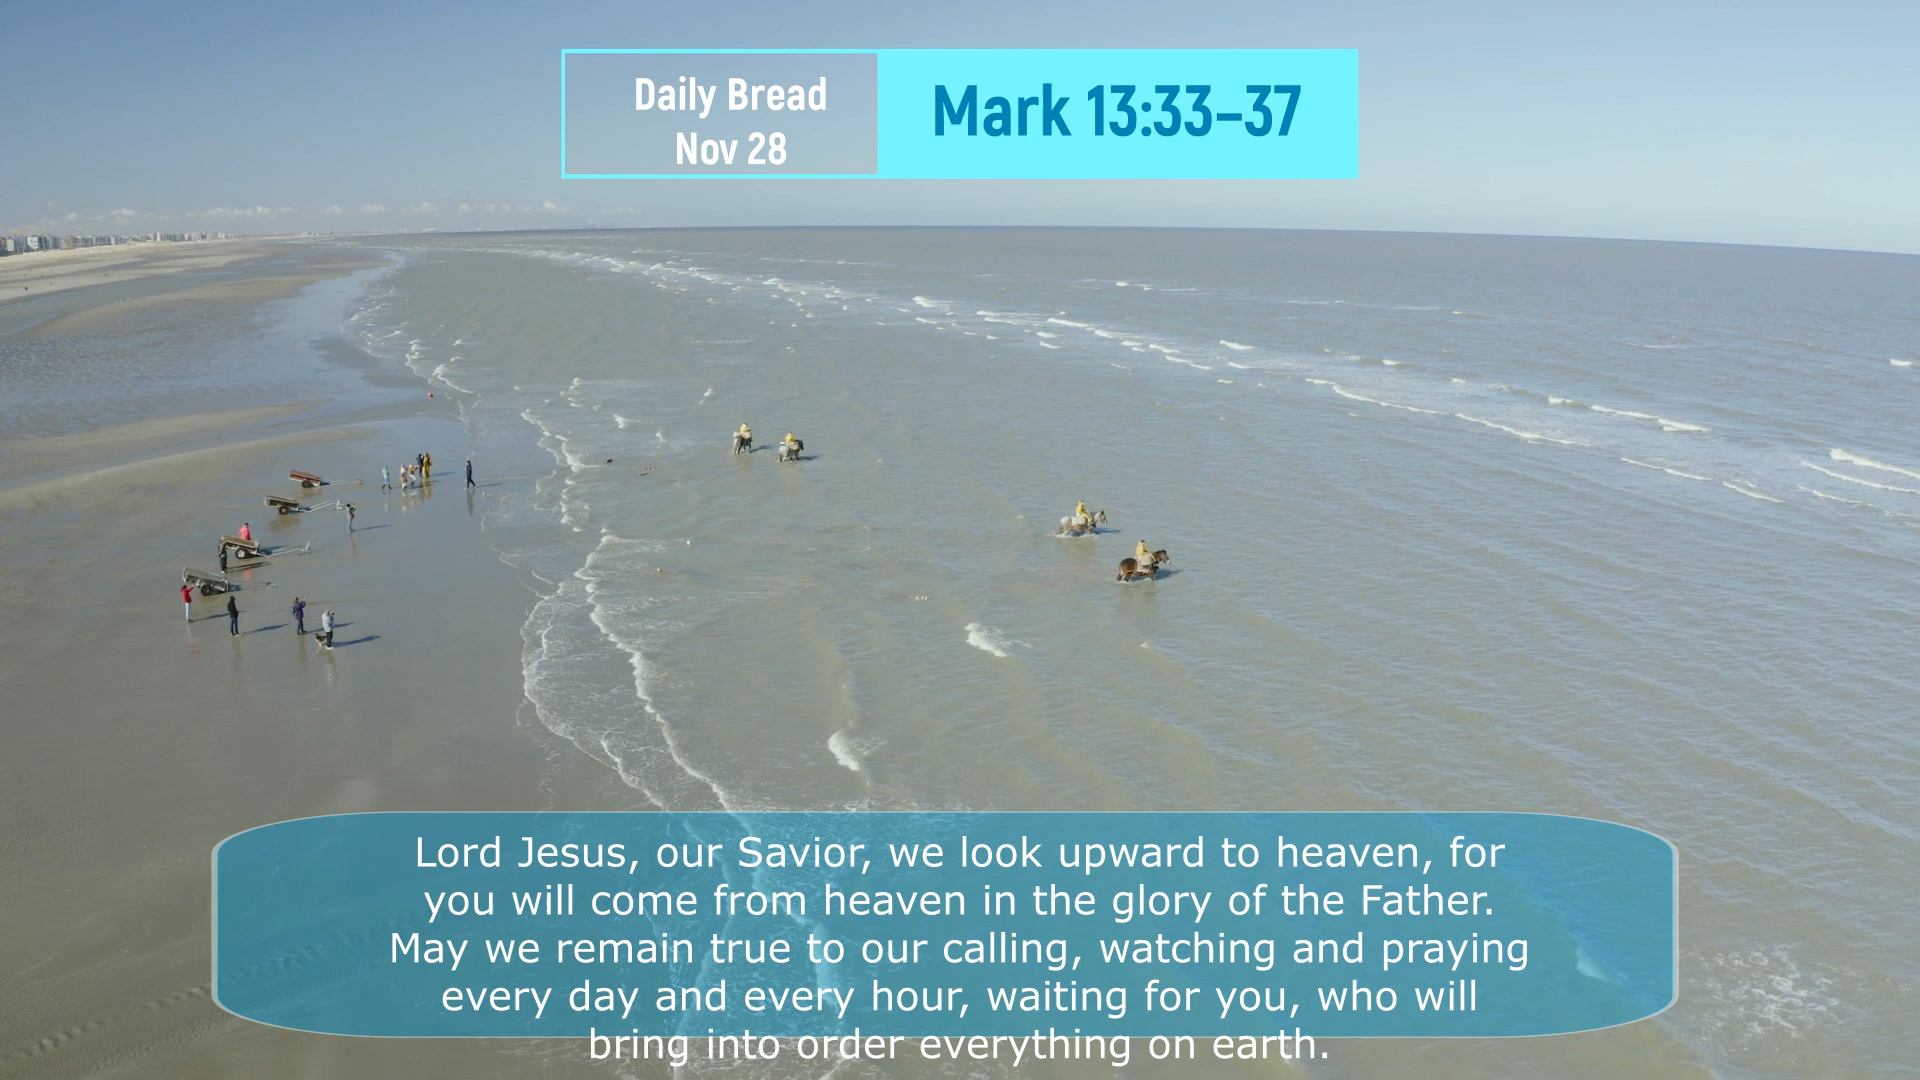 Daily Bread
Nov 28
Mark 13:33–37
Lord Jesus, our Savior, we look upward to heaven, for
you will come from heaven in the glory of the Father.
May we remain true to our calling, watching and praying
every day and every hour, waiting for you, who will
bring into order everything on earth.